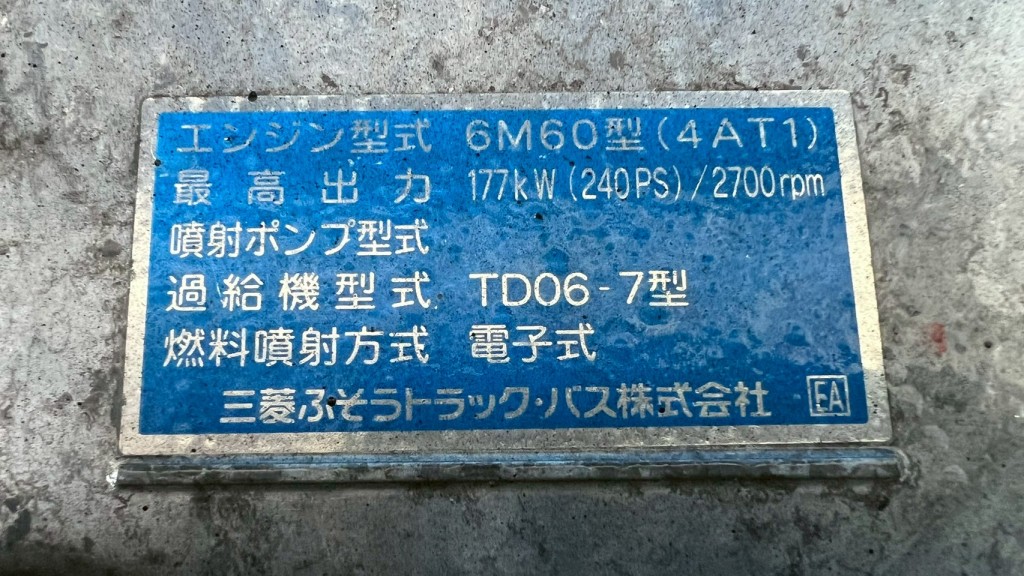 エンジン型式 6M60型(4AT1)
最高出力 177kW(240PS)/2700rpm
噴射ポンプ型式
過給機型式 TD06-7型
燃料噴射方式 電子式
三菱ふそうトラック・バス株式会社 EA